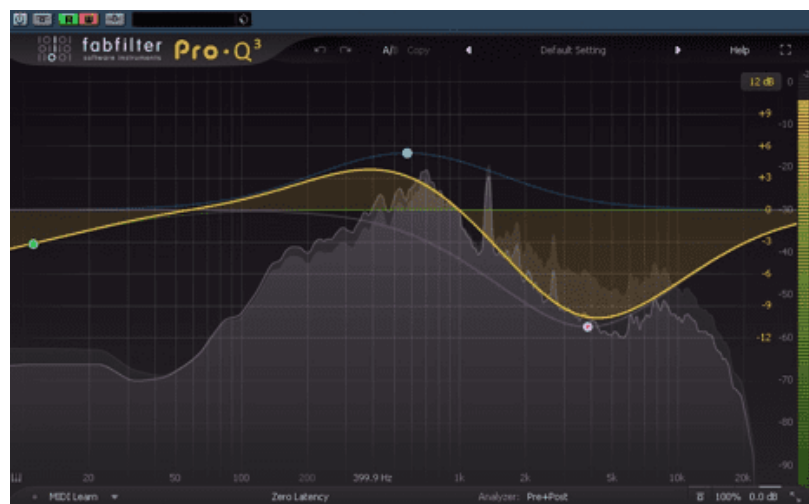 R
fabfilter Pro·Q3
software instruments
A/B Copy Default Setting Help
12 dB 0
+9 -10
+6
-20
+3
0 -30
-3
-40
-6
-50
-9
-60
-12
-70
-80
20 50 100 200 399.9 Hz 1k 2k 5k 10k 20k
-90
MIDI Learn Zero Latency Analyzer: Pre+Post 100% 0.0 dB